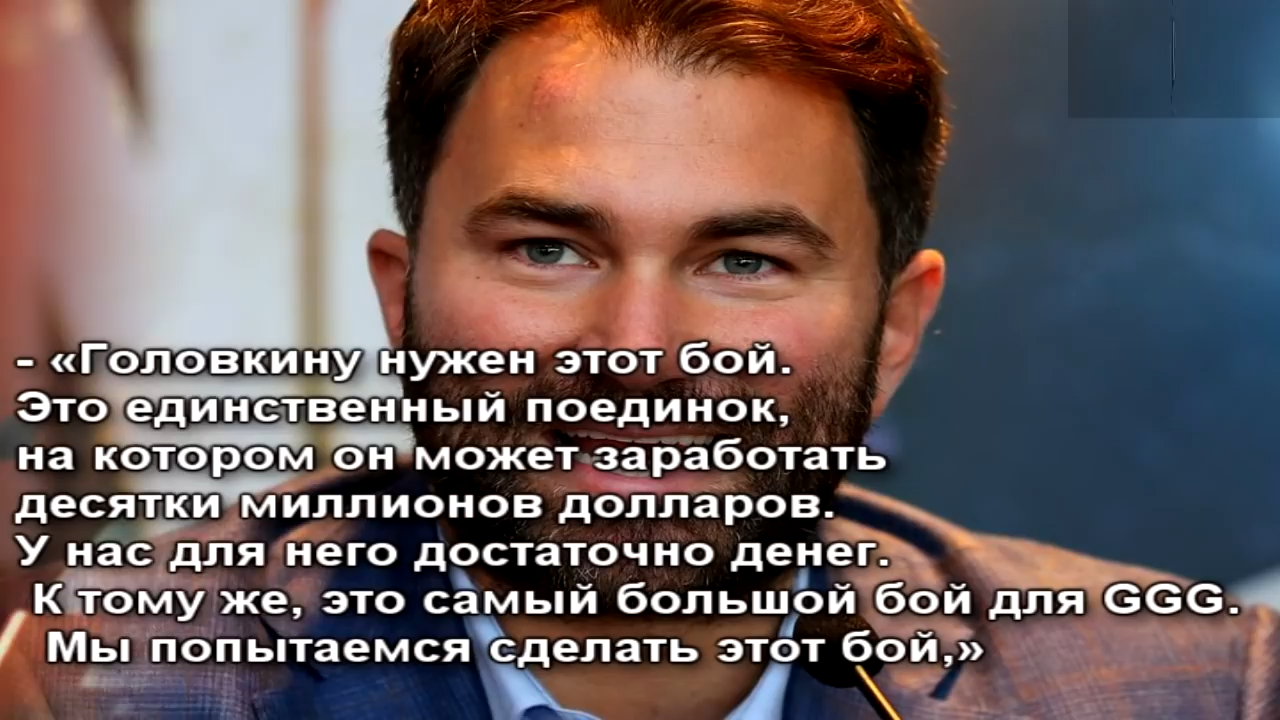 - «Головкину нужен этот бой.
Это единственный поединок,
на котором он может заработать
десятки миллионов долларов.
У нас для него достаточно денег.
К тому же, это самый большой бой для GGG.
Мы попытаемся сделать этот бой,»